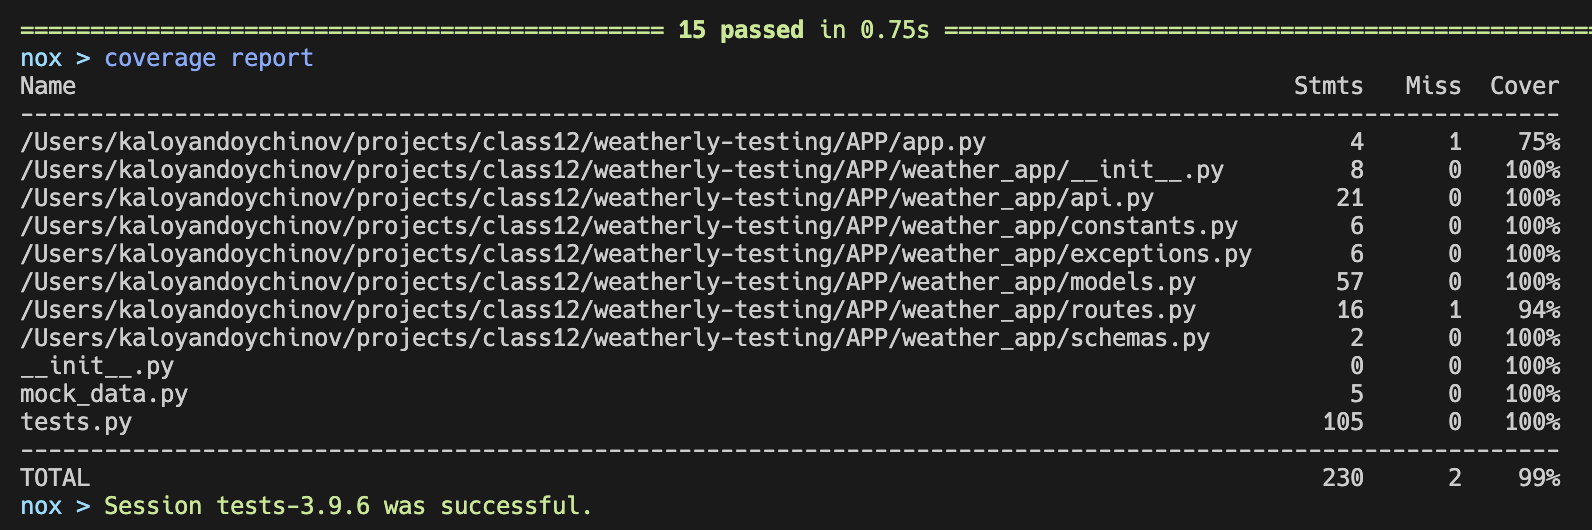 ============================================== 15 passed in 0.75s ==============================================
nox > coverage report
Name                                                                                       Stmts   Miss  Cover
--------------------------------------------------------------------------------------------------------------
/Users/kaloyandoychinov/projects/class12/weatherly-testing/APP/app.py                          4      1    75%
/Users/kaloyandoychinov/projects/class12/weatherly-testing/APP/weather_app/__init__.py         8      0   100%
/Users/kaloyandoychinov/projects/class12/weatherly-testing/APP/weather_app/api.py             21      0   100%
/Users/kaloyandoychinov/projects/class12/weatherly-testing/APP/weather_app/constants.py        6      0   100%
/Users/kaloyandoychinov/projects/class12/weatherly-testing/APP/weather_app/exceptions.py       6      0   100%
/Users/kaloyandoychinov/projects/class12/weatherly-testing/APP/weather_app/models.py          57      0   100%
/Users/kaloyandoychinov/projects/class12/weatherly-testing/APP/weather_app/routes.py          16      1    94%
/Users/kaloyandoychinov/projects/class12/weatherly-testing/APP/weather_app/schemas.py          2      0   100%
__init__.py                                                                                    0      0   100%
mock_data.py                                                                                   5      0   100%
tests.py                                                                                     105      0   100%
--------------------------------------------------------------------------------------------------------------
TOTAL                                                                                        230      2    99%
nox > Session tests-3.9.6 was successful.